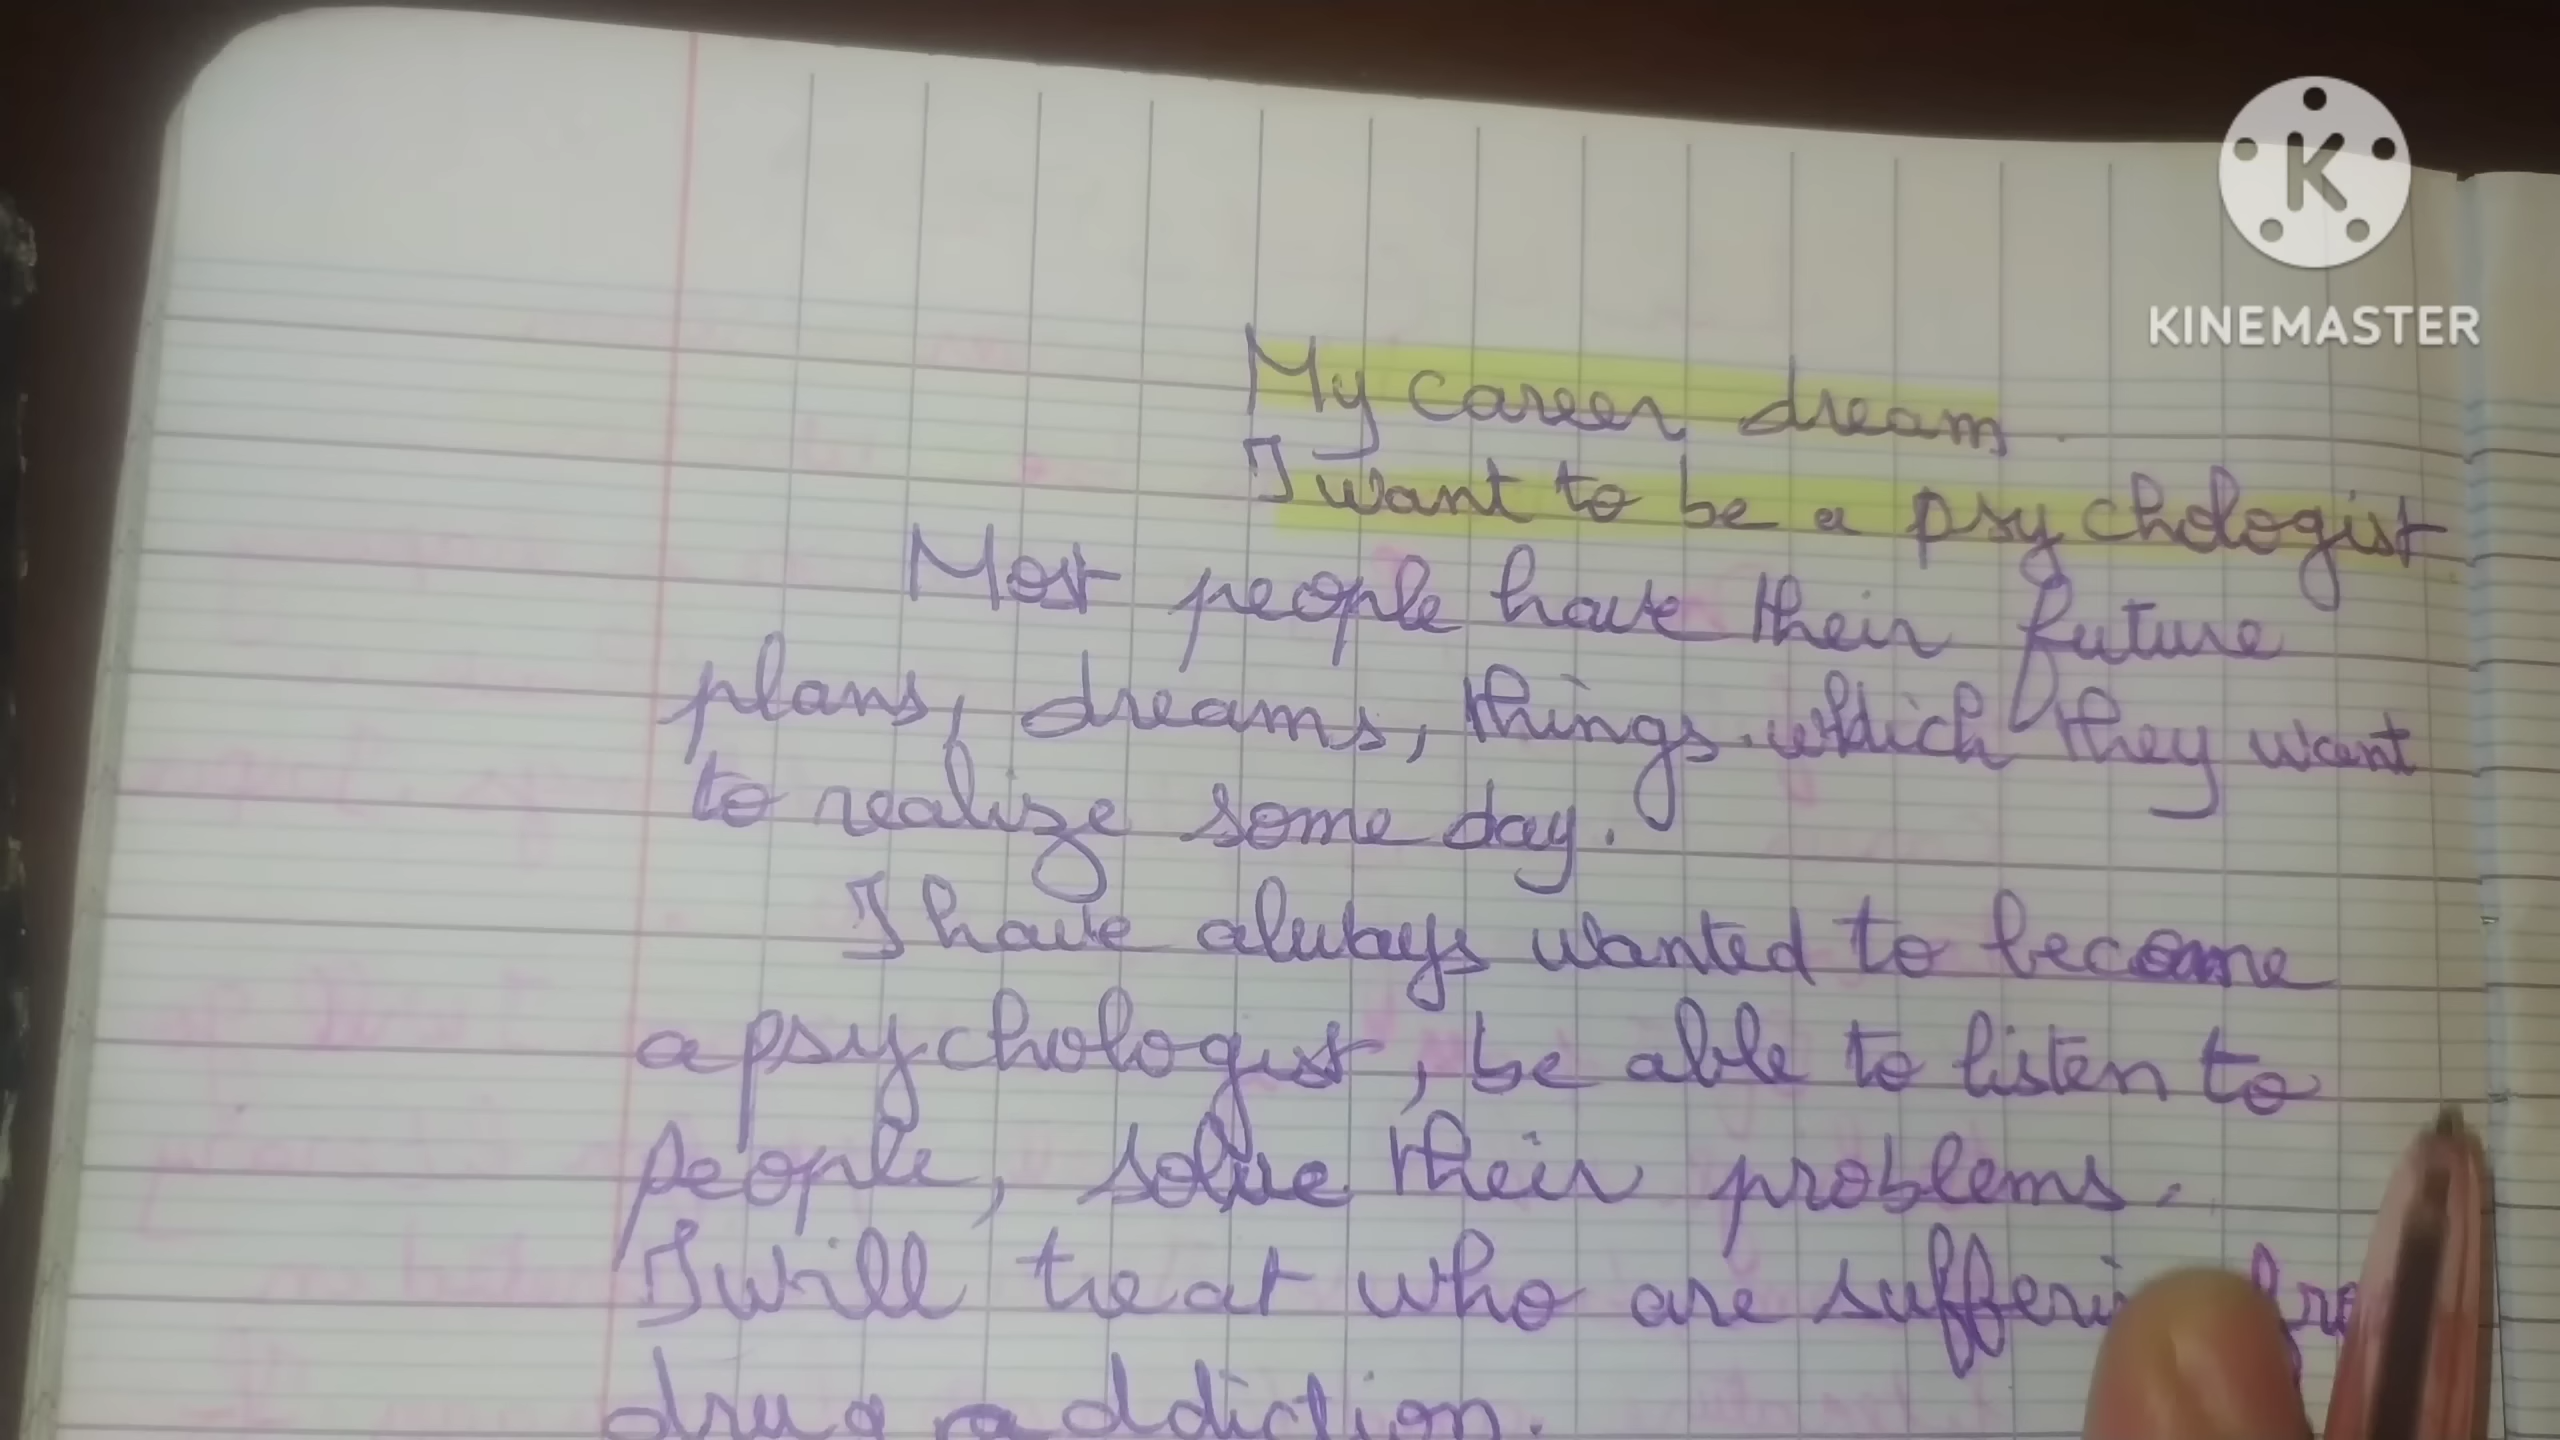 KINEMASTER
My career dream
I want to be a psychologist
Most people have their future
plans, dreams, things which they want
to realize some day.
I have always wanted to become
a psychologist, be able to listen to
people, solve their problems.
I will treat who are
drug addiction.